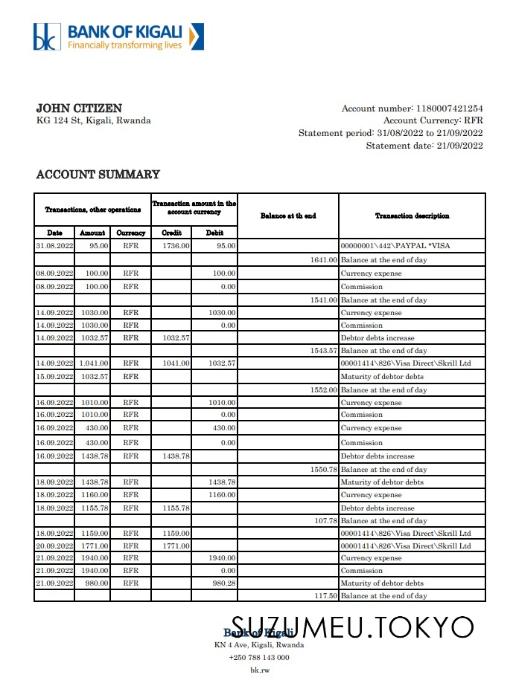 bk BANK OF KIGALI
Financially transforming lives
JOHN CITIZEN
KG 124 St, Kigali, Rwanda
Account number: 1180007421254
Account Currency: RFR
Statement period: 31/08/2022 to 21/09/2022
Statement date: 21/09/2022
ACCOUNT SUMMARY
Transactions, other operations Transaction amount in the account currency Balance at th end Transaction description
Date Amount Currency Credit Debit
31.08.2022 95.00 RFR 1736.00 95.00 00000001\442\PAYPAL *VISA
1641.00 Balance at the end of day
08.09.2022 100.00 RFR 100.00 Currency expense
08.09.2022 100.00 RFR 0.00 Commission
1541.00 Balance at the end of day
14.09.2022 1030.00 RFR 1030.00 Currency expense
14.09.2022 1030.00 RFR 0.00 Commission
14.09.2022 1032.57 RFR 1032.57 Debtor debts increase
1543.57 Balance at the end of day
14.09.2022 1,041.00 RFR 1041.00 1032.57 00001414\826\Visa Direct\Skrill Ltd
15.09.2022 1032.57 RFR Maturity of debtor debts
1552.00 Balance at the end of day
16.09.2022 1010.00 RFR 1010.00 Currency expense
16.09.2022 1010.00 RFR 0.00 Commission
16.09.2022 430.00 RFR 430.00 Currency expense
16.09.2022 430.00 RFR 0.00 Commission
16.09.2022 1438.78 RFR 1438.78 Debtor debts increase
1550.78 Balance at the end of day
18.09.2022 1438.78 RFR 1438.78 Maturity of debtor debts
18.09.2022 1160.00 RFR 1160.00 Currency expense
18.09.2022 1155.78 RFR 1155.78 Debtor debts increase
107.78 Balance at the end of day
18.09.2022 1159.00 RFR 1159.00 00001414\826\Visa Direct\Skrill Ltd
20.09.2022 1771.00 RFR 1771.00 00001414\826\Visa Direct\Skrill Ltd
21.09.2022 1940.00 RFR 1940.00 Currency expense
21.09.2022 1940.00 RFR 0.00 Commission
21.09.2022 980.00 RFR 980.28 Maturity of debtor debts
117.50 Balance at the end of day
SUZUMEU.TOKYO
Bank of Kigali
KN 4 Ave, Kigali, Rwanda
+250 788 143 000
bk.rw